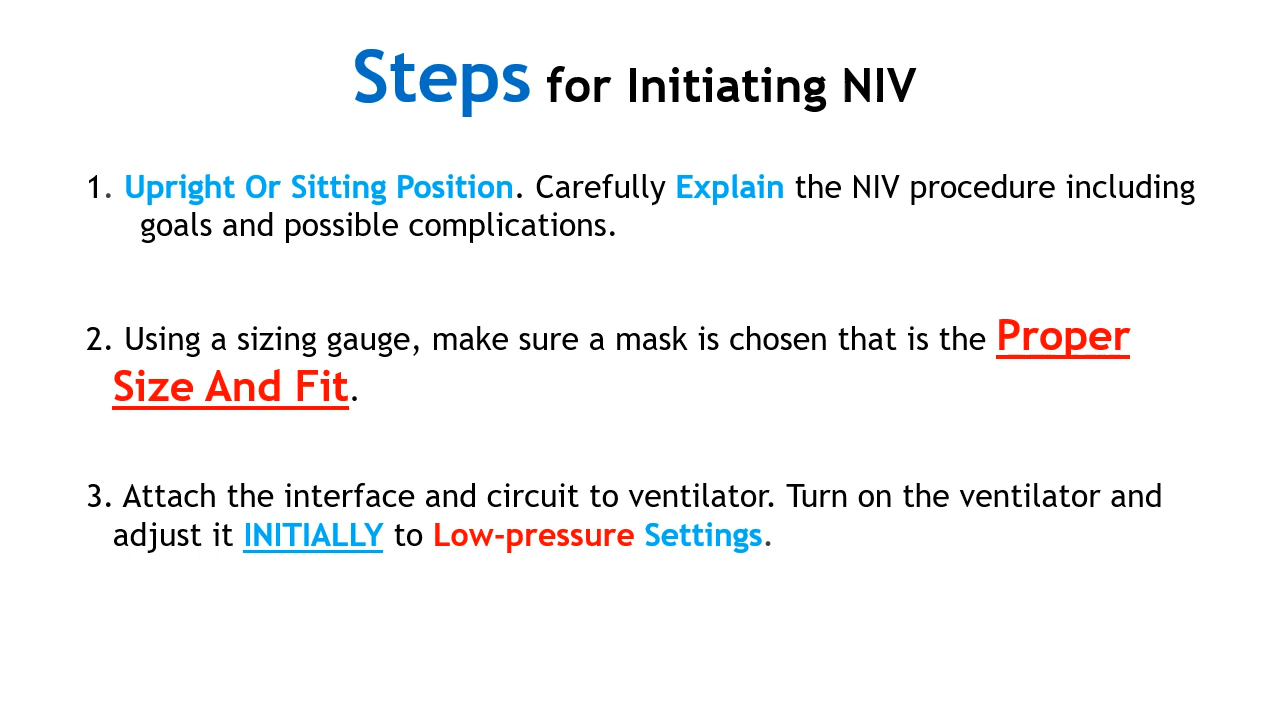 Steps for Initiating NIV
1. Upright Or Sitting Position. Carefully Explain the NIV procedure including
goals and possible complications.
2. Using a sizing gauge, make sure a mask is chosen that is the Proper
Size And Fit.
3. Attach the interface and circuit to ventilator. Turn on the ventilator and
adjust it INITIALLY to Low-pressure Settings.